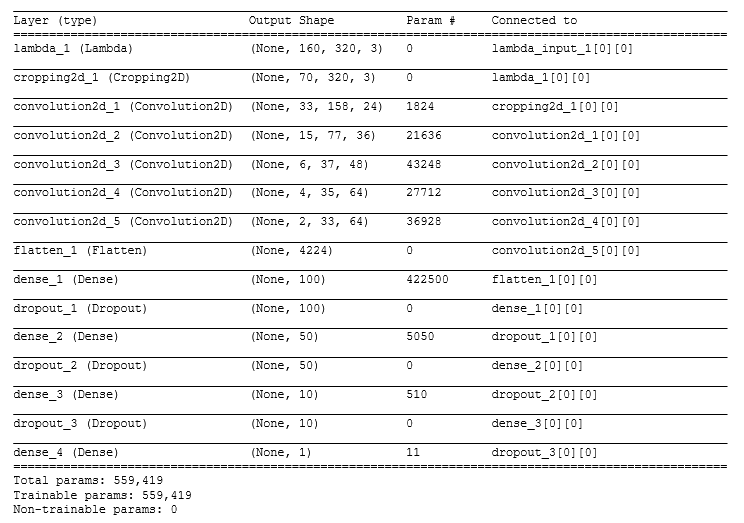 Layer (type) Output Shape Param # Connected to
lambda_1 (Lambda) (None, 160, 320, 3) 0 lambda_input_1[0][0]
cropping2d_1 (Cropping2D) (None, 70, 320, 3) 0 lambda_1[0][0]
convolution2d_1 (Convolution2D) (None, 33, 158, 24) 1824 cropping2d_1[0][0]
convolution2d_2 (Convolution2D) (None, 15, 77, 36) 21636 convolution2d_1[0][0]
convolution2d_3 (Convolution2D) (None, 6, 37, 48) 43248 convolution2d_2[0][0]
convolution2d_4 (Convolution2D) (None, 4, 35, 64) 27712 convolution2d_3[0][0]
convolution2d_5 (Convolution2D) (None, 2, 33, 64) 36928 convolution2d_4[0][0]
flatten_1 (Flatten) (None, 4224) 0 convolution2d_5[0][0]
dense_1 (Dense) (None, 100) 422500 flatten_1[0][0]
dropout_1 (Dropout) (None, 100) 0 dense_1[0][0]
dense_2 (Dense) (None, 50) 5050 dropout_1[0][0]
dropout_2 (Dropout) (None, 50) 0 dense_2[0][0]
dense_3 (Dense) (None, 10) 510 dropout_2[0][0]
dropout_3 (Dropout) (None, 10) 0 dense_3[0][0]
dense_4 (Dense) (None, 1) 11 dropout_3[0][0]
Total params: 559,419
Trainable params: 559,419
Non-trainable params: 0